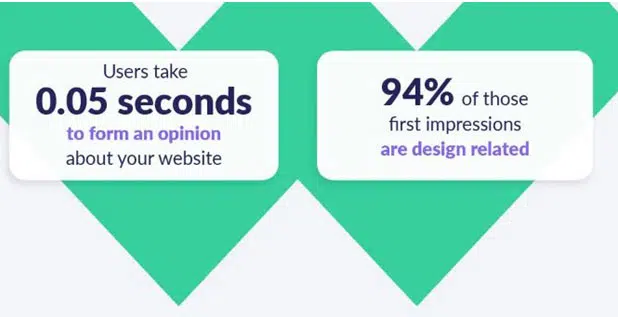 Users take
0.05 seconds
to form an opinion
about your website
94% of those
first impressions
are design related